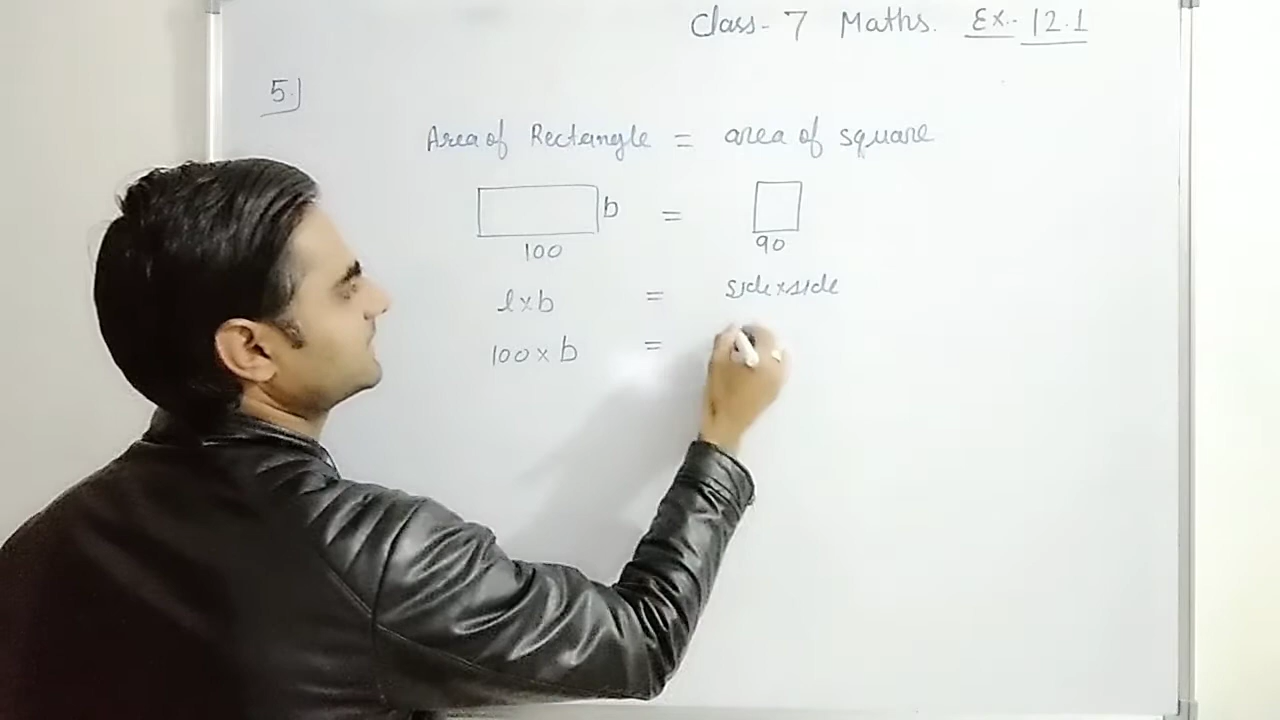 Class - 7 Maths. Ex.- 12.1
5.)
Area of Rectangle = area of square
b =
100 90
l×b = side×side
100 × b =